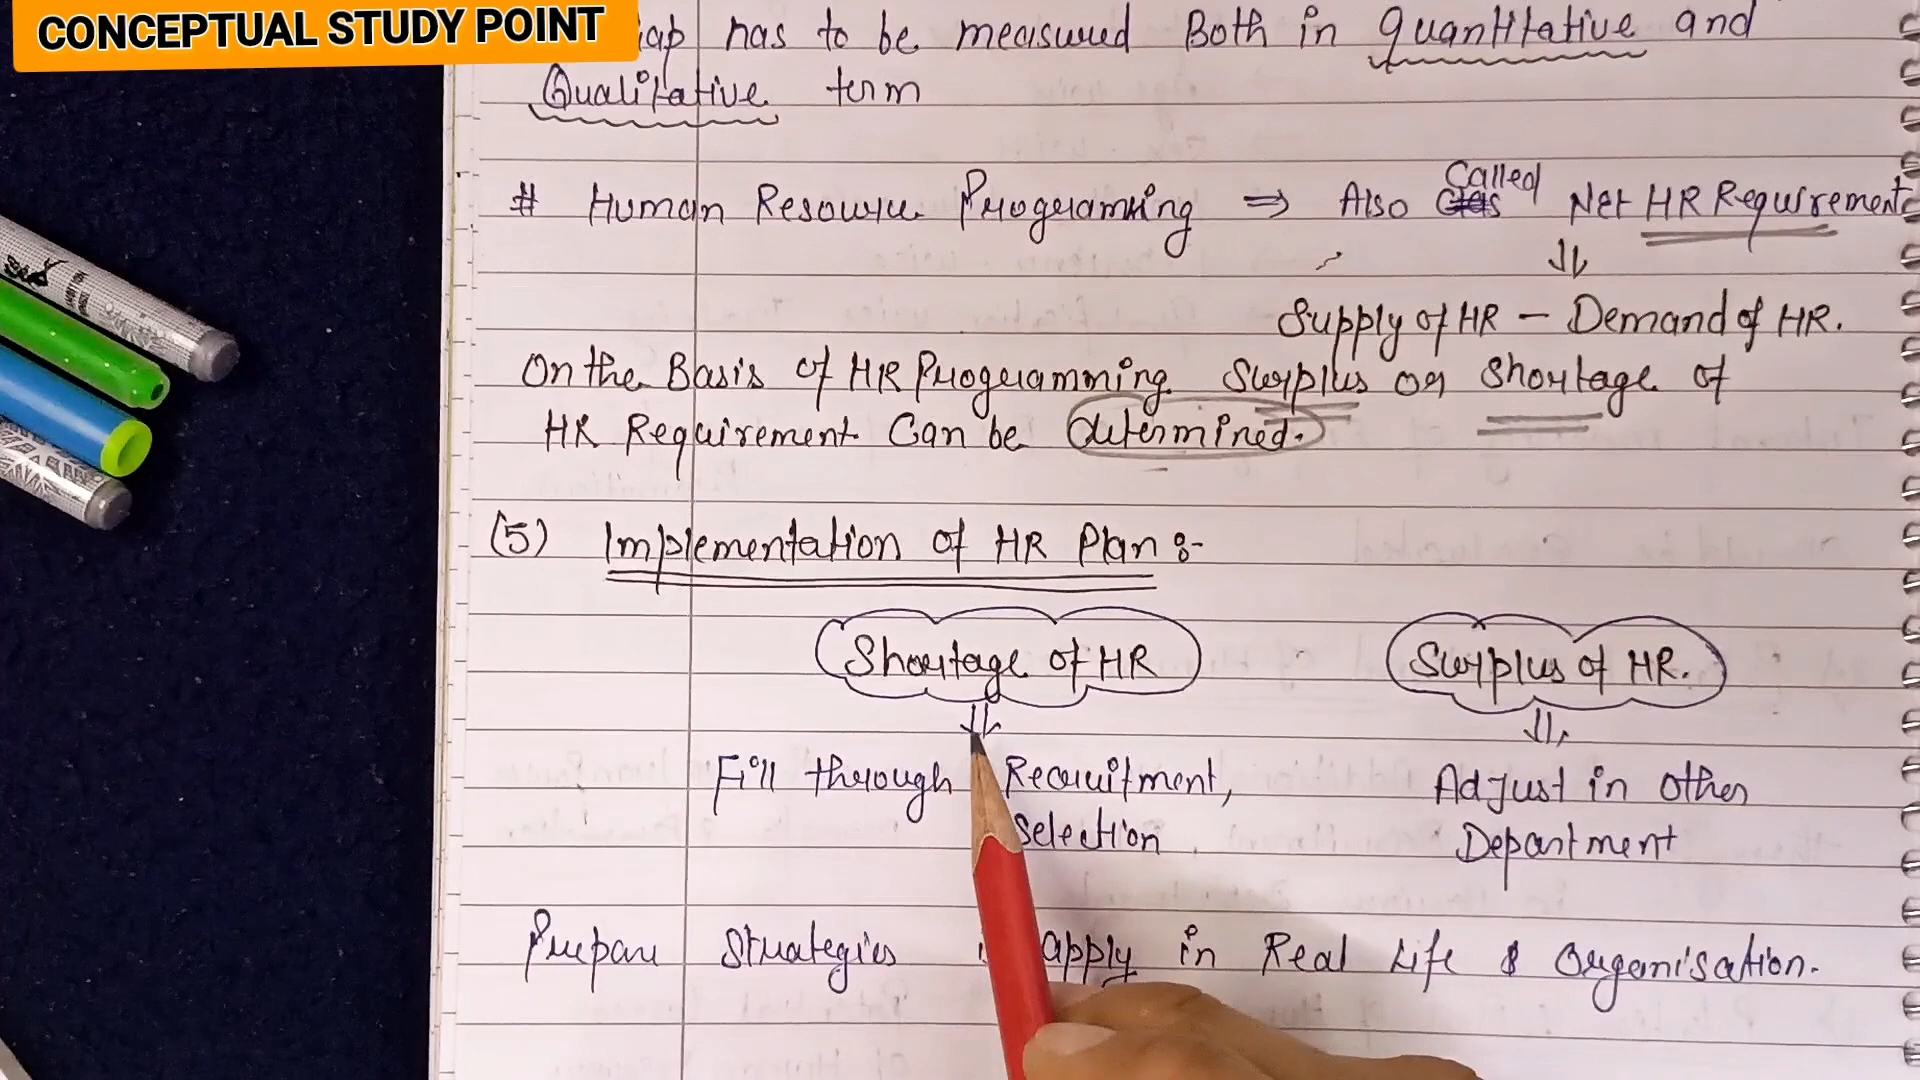 CONCEPTUAL STUDY POINT
has to be measured Both in quantitative and
Qualitative term
# Human Resource Programming ⇒ Also Called Net HR Requirement
Supply of HR - Demand of HR.
On the Basis of HR Programming Surplus or Shortage of
HR Requirement Can be determined.
(5) Implementation of HR Plan :-
Shortage of HR
Surplus of HR.
Fill through Recruitment,
Selection
Adjust in other
Department
Prepare Strategies apply in Real Life & Organisation.